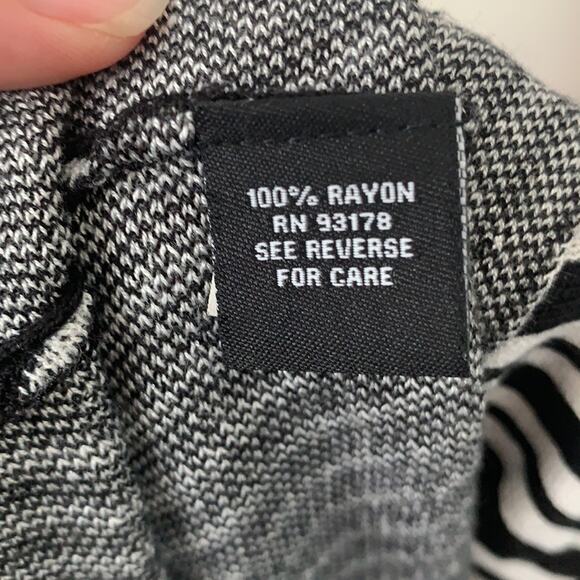 100% RAYON
RN 93178
SEE REVERSE
FOR CARE